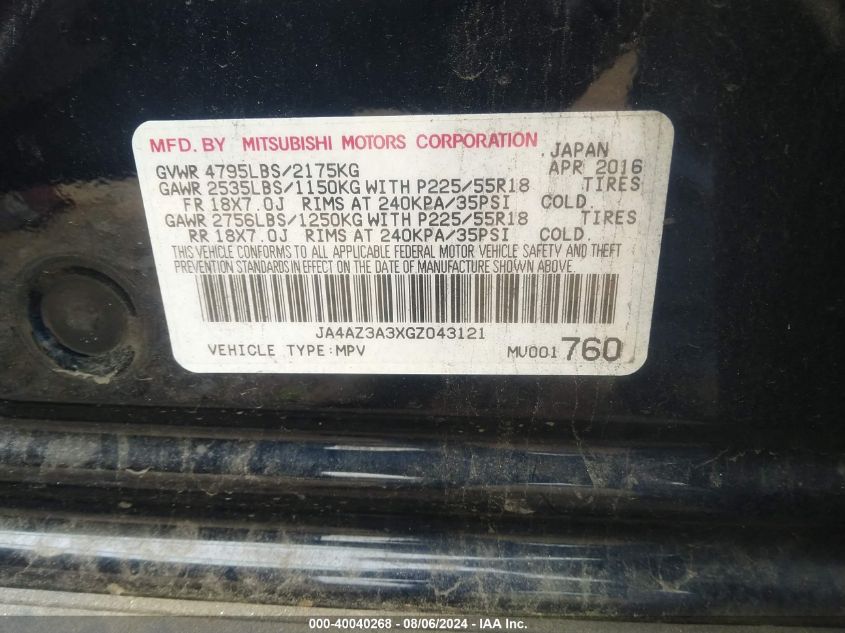 MFD. BY MITSUBISHI MOTORS CORPORATION JAPAN
GVWR 4795LBS/2175KG APR 2016
GAWR 2535LBS/1150KG WITH P225/55R18 TIRES
FR 18X7.0J RIMS AT 240KPA/35PSI COLD.
GAWR 2756LBS/1250KG WITH P225/55R18 TIRES
RR 18X7.0J RIMS AT 240KPA/35PSI COLD.
THIS VEHICLE CONFORMS TO ALL APPLICABLE FEDERAL MOTOR VEHICLE SAFETY AND THEFT
PREVENTION STANDARDS IN EFFECT ON THE DATE OF MANUFACTURE SHOWN ABOVE.
JA4AZ3A3XGZ043121
VEHICLE TYPE:MPV MU001 760
000-40040268 - 08/06/2024 - IAA Inc.